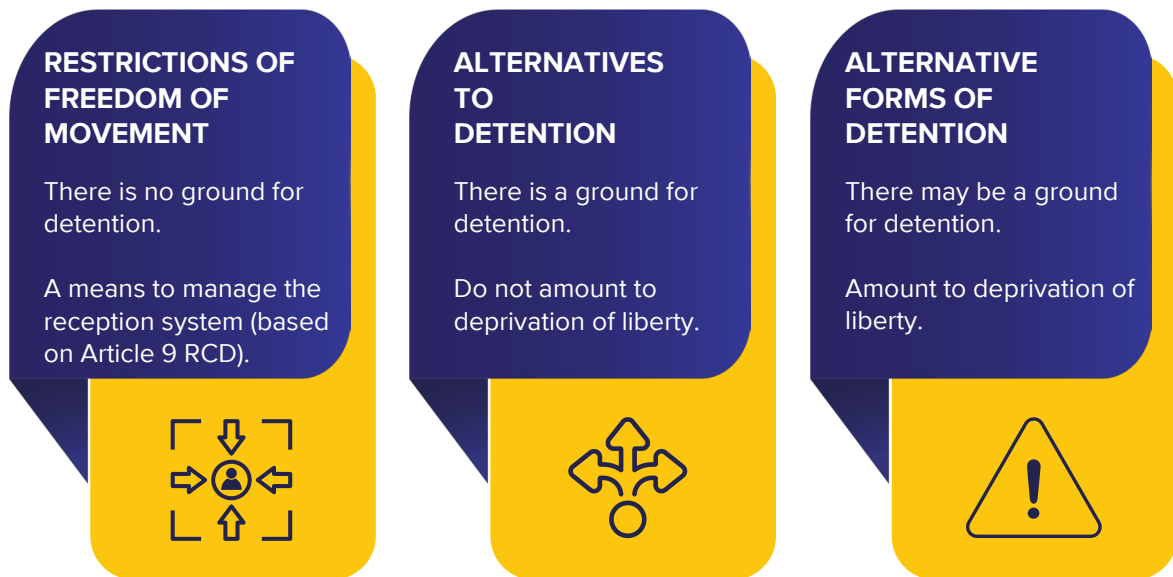 RESTRICTIONS OF
FREEDOM OF
MOVEMENT
There is no ground for
detention.
A means to manage the
reception system (based
on Article 9 RCD).
ALTERNATIVES
TO
DETENTION
There is a ground for
detention.
Do not amount to
deprivation of liberty.
ALTERNATIVE
FORMS OF
DETENTION
There may be a ground
for detention.
Amount to deprivation of
liberty.